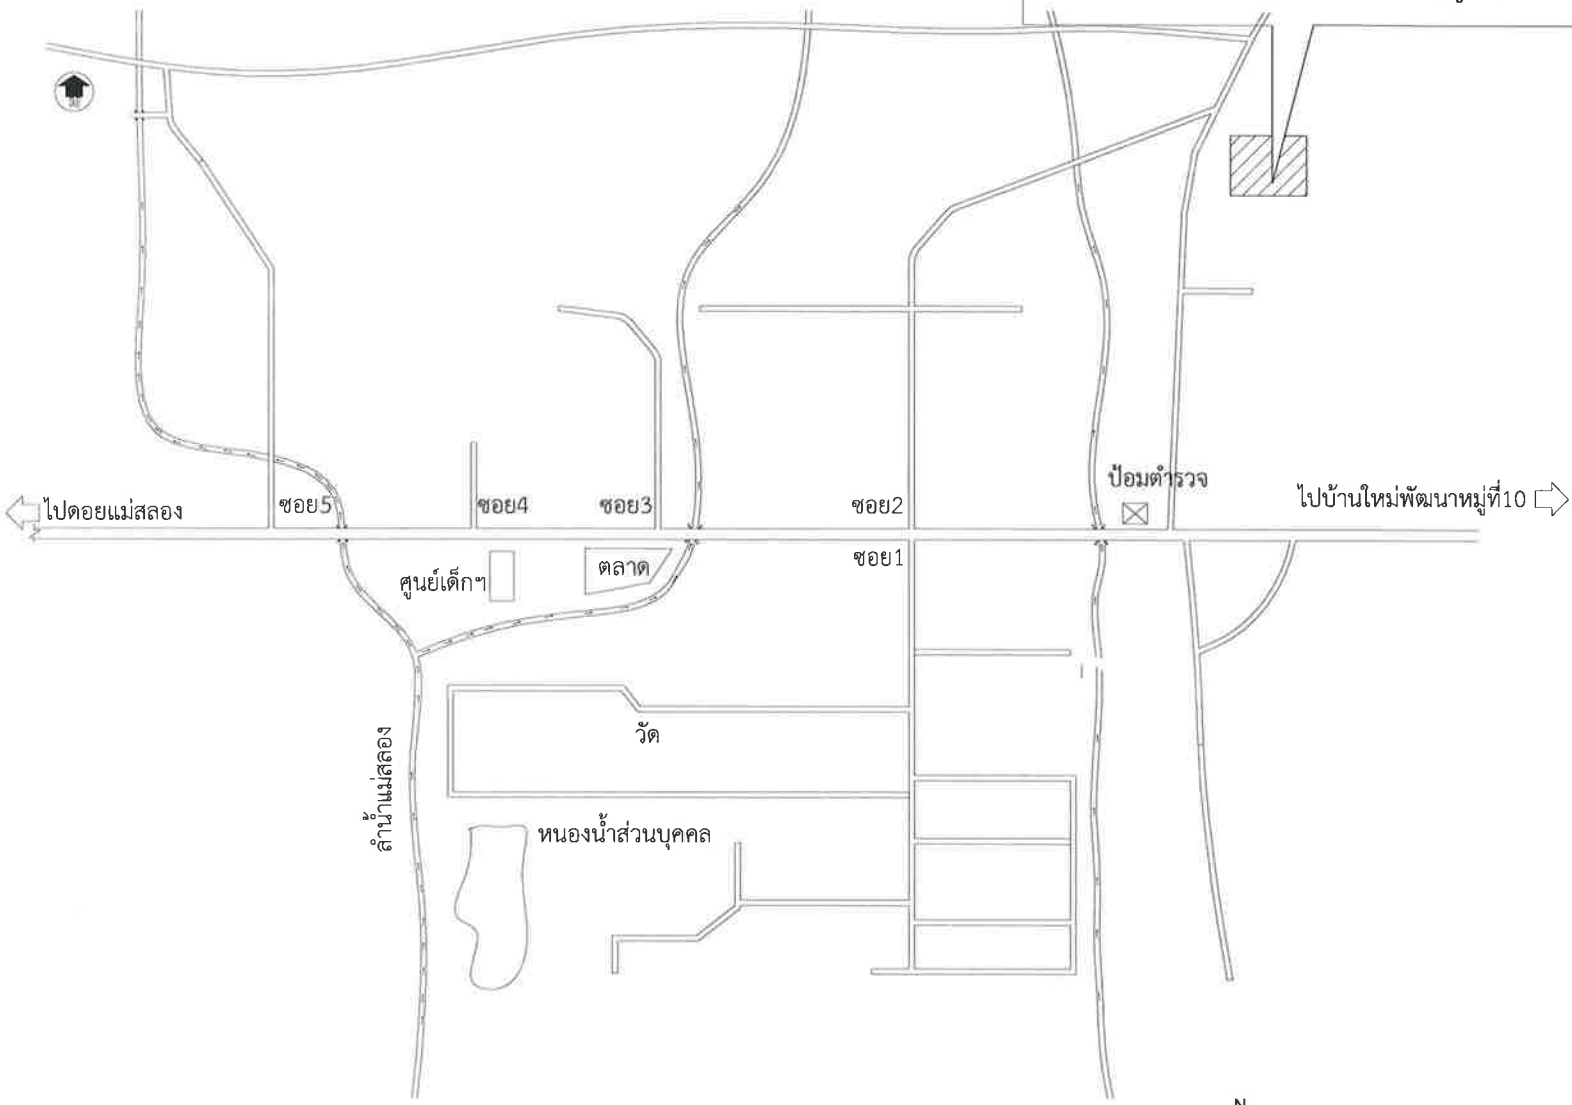 ป้อมตำรวจ
ไปดอยแม่สลอง
ซอย5
ซอย4
ซอย3
ซอย2
ไปบ้านใหม่พัฒนาหมู่ที่10
ศูนย์เด็กฯ
ตลาด
ซอย1
วัด
ลำน้ำแม่สลอง
หนองน้ำส่วนบุคคล
N